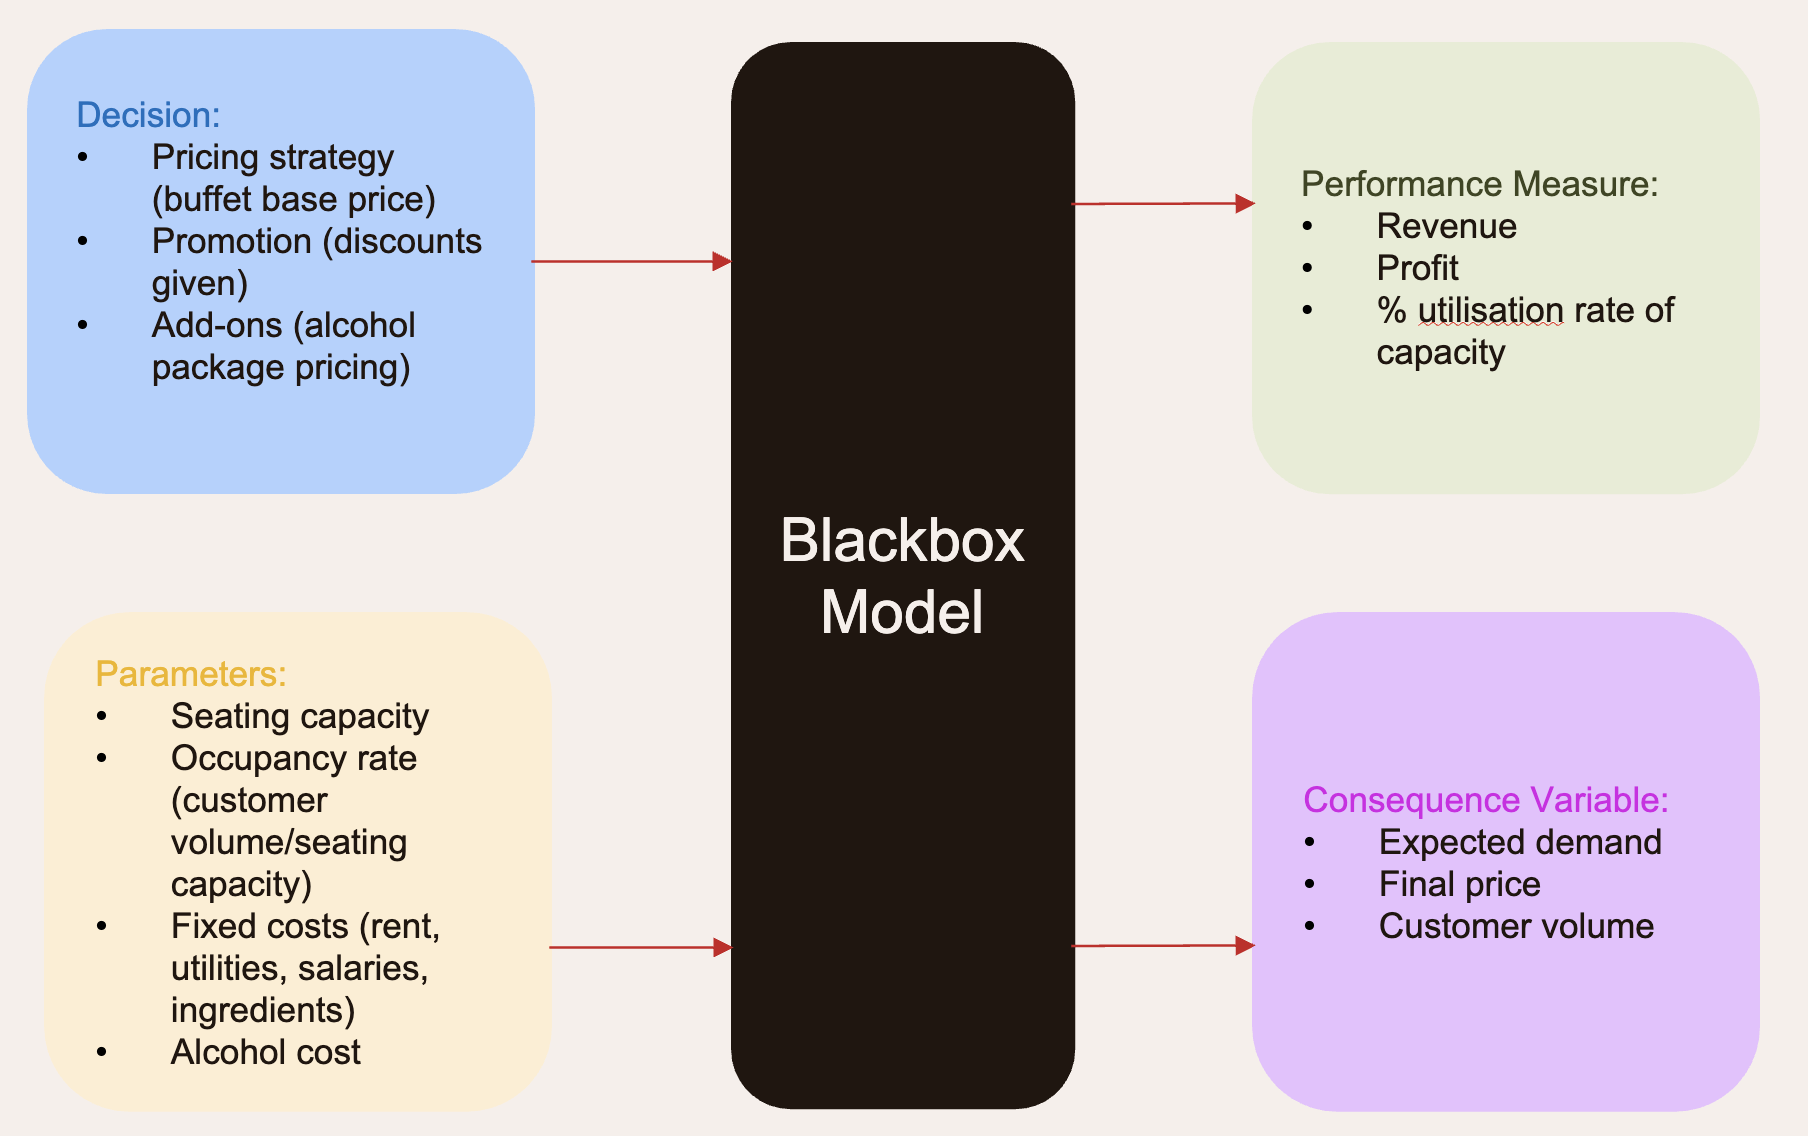 Decision:
• Pricing strategy
(buffet base price)
• Promotion (discounts
given)
• Add-ons (alcohol
package pricing)
Parameters:
• Seating capacity
• Occupancy rate
(customer
volume/seating
capacity)
• Fixed costs (rent,
utilities, salaries,
ingredients)
• Alcohol cost
Blackbox
Model
Performance Measure:
• Revenue
• Profit
• % utilisation rate of
capacity
Consequence Variable:
• Expected demand
• Final price
• Customer volume